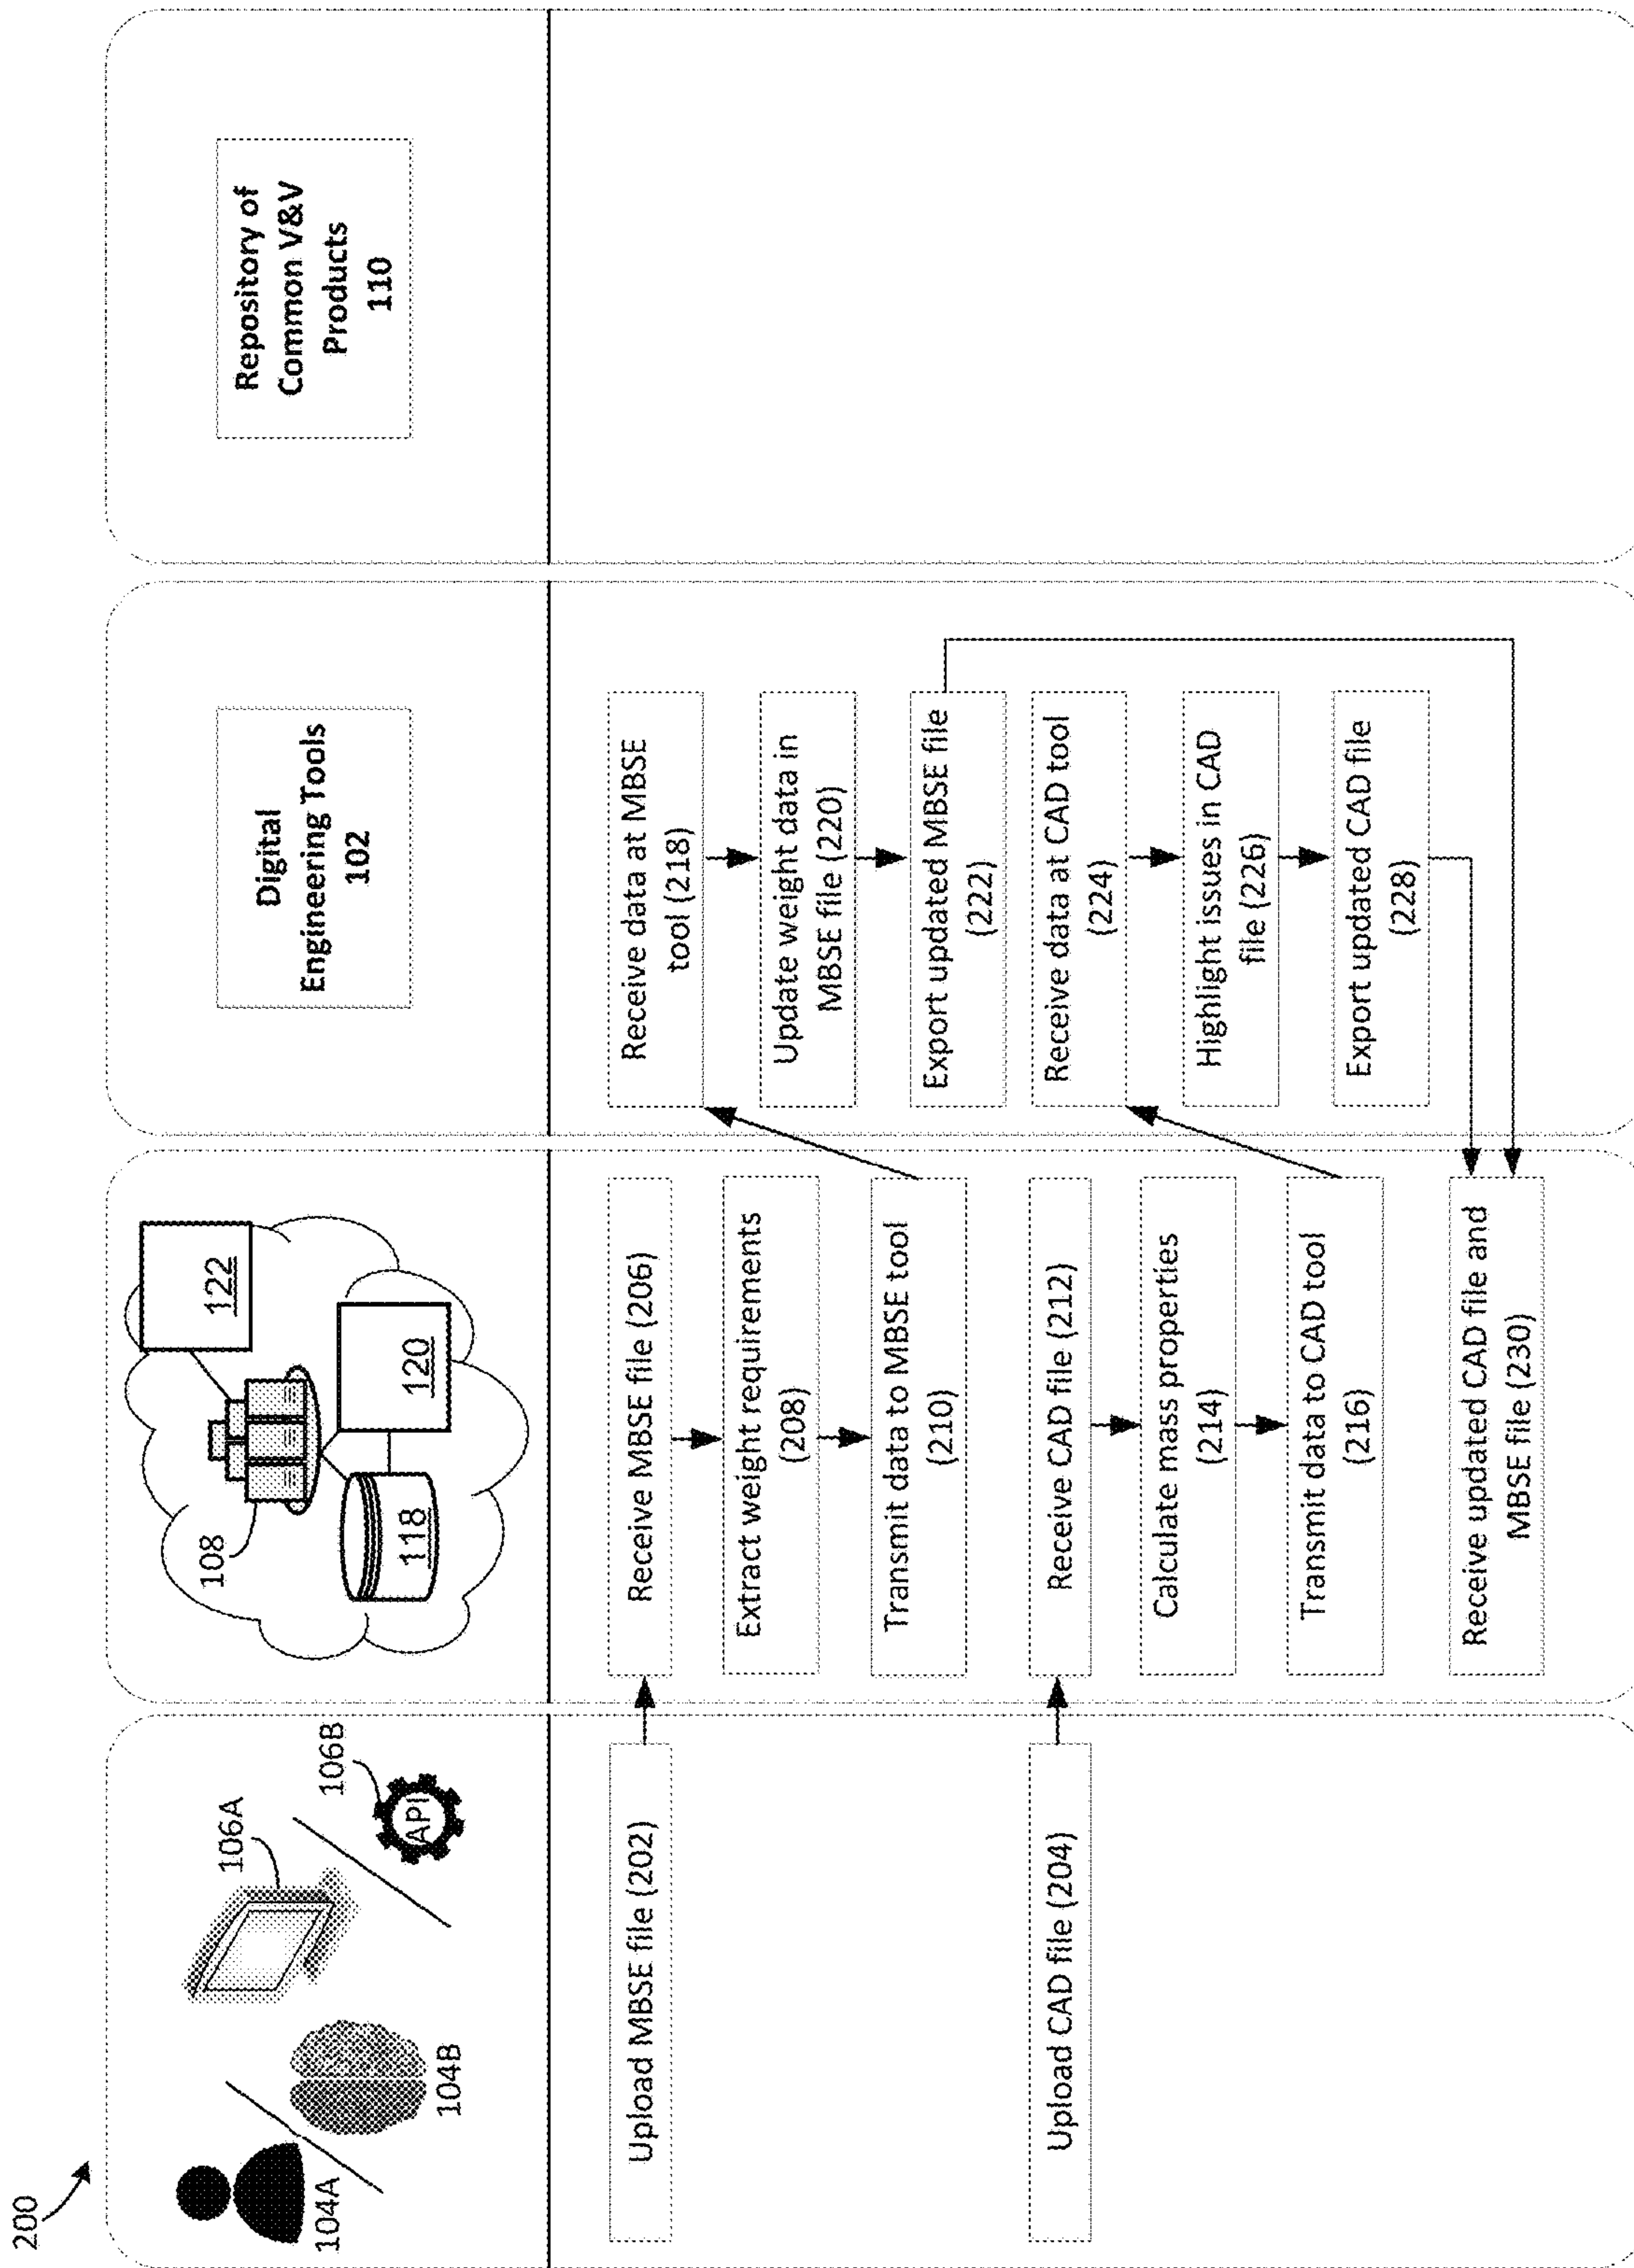 200
104A
104B
106A
106B
API
108
118
120
122
Digital
Engineering Tools
102
Repository of
Common V&V
Products
110
Upload MBSE file (202)
Upload CAD file (204)
Receive MBSE file (206)
Extract weight requirements
(208)
Transmit data to MBSE tool
(210)
Receive CAD file (212)
Calculate mass properties
(214)
Transmit data to CAD tool
(216)
Receive updated CAD file and
MBSE file (230)
Receive data at MBSE
tool (218)
Update weight data in
MBSE file (220)
Export updated MBSE file
(222)
Receive data at CAD tool
(224)
Highlight issues in CAD
file (226)
Export updated CAD file
(228)